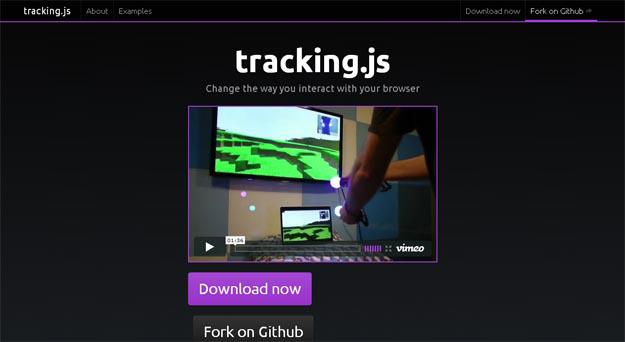 tracking.js About Examples Download now Fork on Github
tracking.js
Change the way you interact with your browser
01:36
vimeo
Download now
Fork on Github